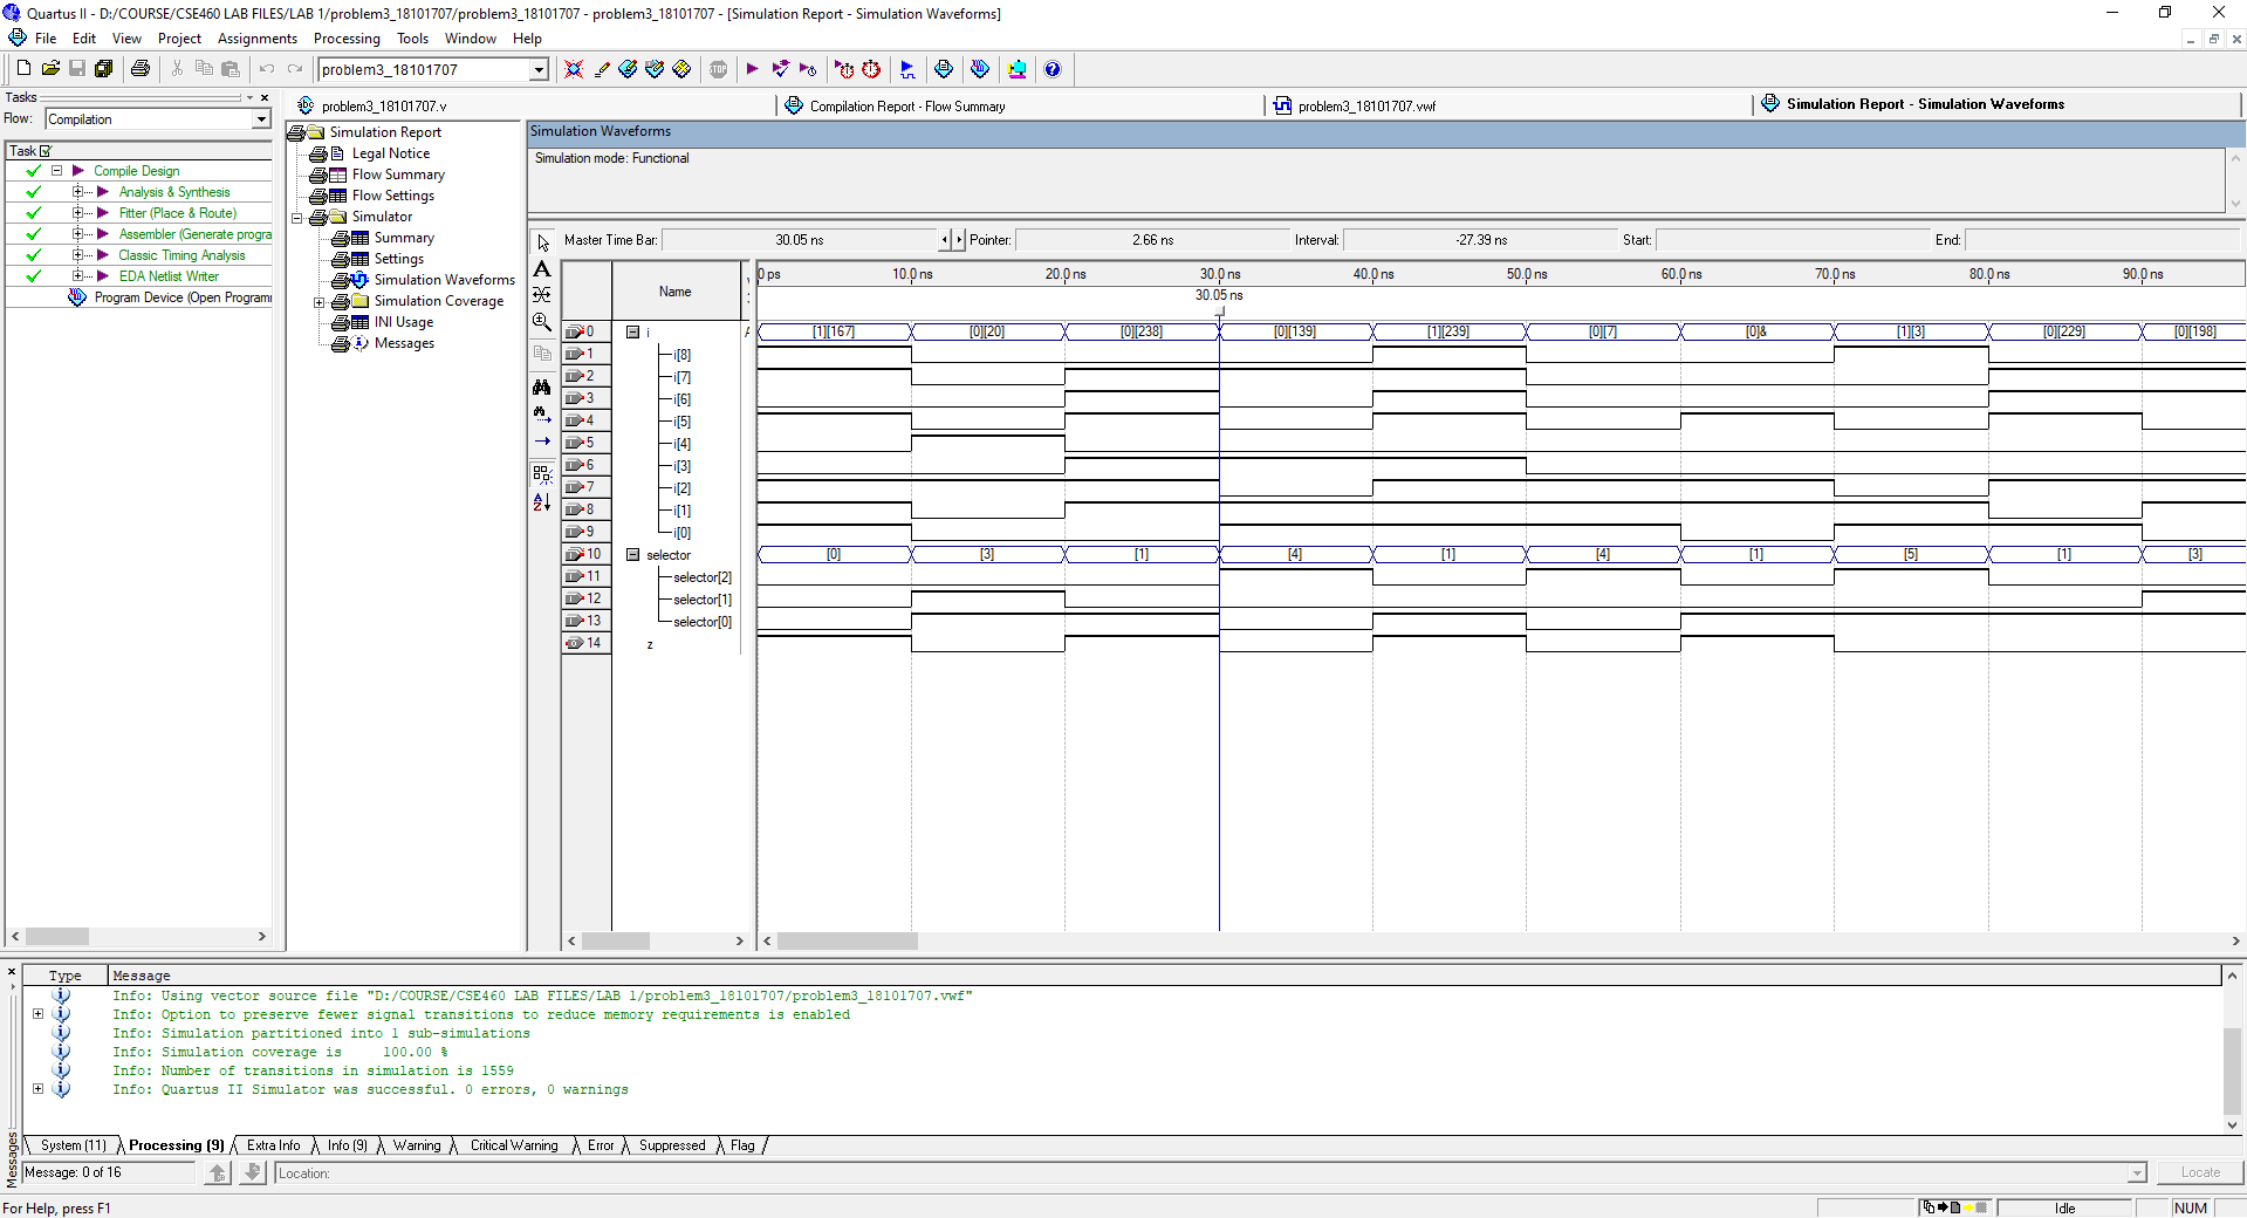 Quartus II - D:/COURSE/CSE460 LAB FILES/LAB 1/problem3_18101707/problem3_18101707 - problem3_18101707 - [Simulation Report - Simulation Waveforms]
File Edit View Project Assignments Processing Tools Window Help
problem3_18101707
Tasks
Flow: Compilation
Task
Compile Design
Analysis & Synthesis
Fitter (Place & Route)
Assembler (Generate progra
Classic Timing Analysis
EDA Netlist Writer
Program Device (Open Programm
problem3_18101707.v
Compilation Report - Flow Summary
problem3_18101707.vwf
Simulation Report - Simulation Waveforms
Simulation Report
Legal Notice
Flow Summary
Flow Settings
Simulator
Summary
Settings
Simulation Waveforms
Simulation Coverage
INI Usage
Messages
Simulation Waveforms
Simulation mode: Functional
Master Time Bar: 30.05 ns Pointer: 2.66 ns Interval: -27.39 ns Start: End:
Name
0 ps 10.0 ns 20.0 ns 30.0 ns 40.0 ns 50.0 ns 60.0 ns 70.0 ns 80.0 ns 90.0 ns
30.05 ns
0 i A [1][167] [0][20] [0][238] [0][139] [1][239] [0][7] [0]& [1][3] [0][229] [0][198]
1 i[8]
2 i[7]
3 i[6]
4 i[5]
5 i[4]
6 i[3]
7 i[2]
8 i[1]
9 i[0]
10 selector [0] [3] [1] [4] [1] [4] [1] [5] [1] [3]
11 selector[2]
12 selector[1]
13 selector[0]
14 z
Type Message
Info: Using vector source file "D:/COURSE/CSE460 LAB FILES/LAB 1/problem3_18101707/problem3_18101707.vwf"
Info: Option to preserve fewer signal transitions to reduce memory requirements is enabled
Info: Simulation partitioned into 1 sub-simulations
Info: Simulation coverage is 100.00 %
Info: Number of transitions in simulation is 1559
Info: Quartus II Simulator was successful. 0 errors, 0 warnings
Messages
System (11) Processing (9) Extra Info Info (9) Warning Critical Warning Error Suppressed Flag
Message: 0 of 16 Location: Locate
For Help, press F1 Idle NUM